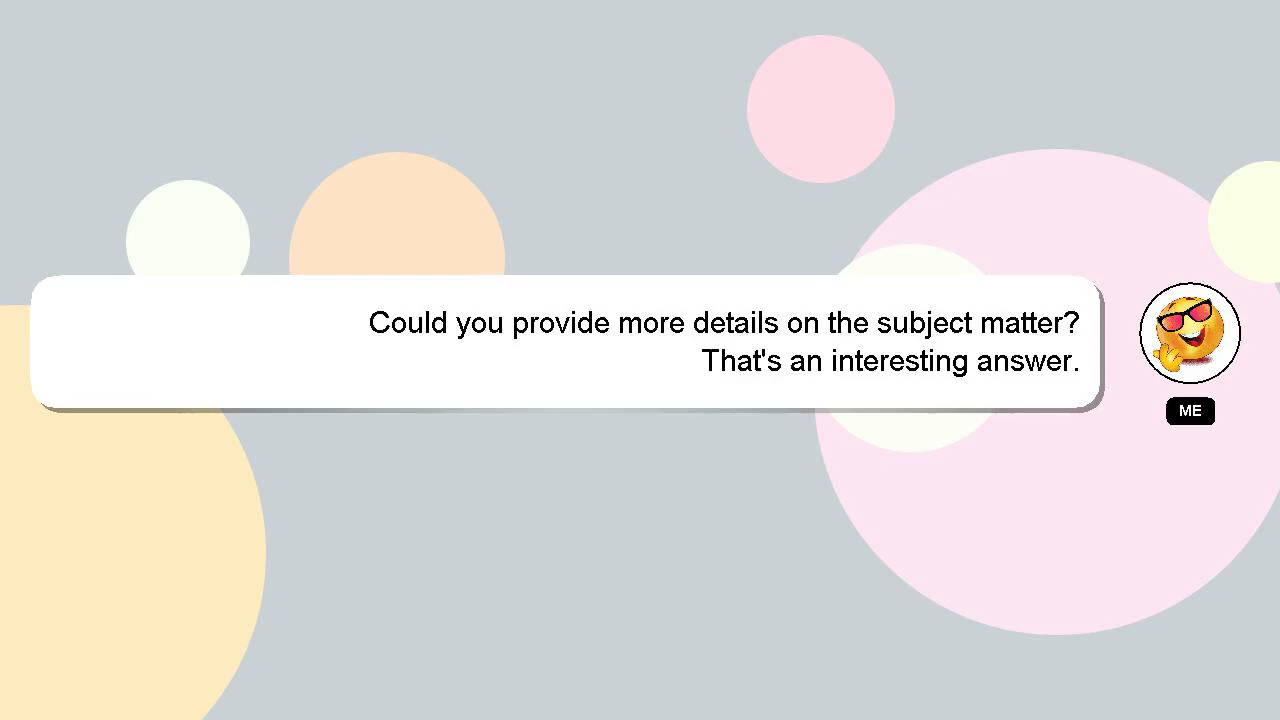 Could you provide more details on the subject matter?
That's an interesting answer.
ME